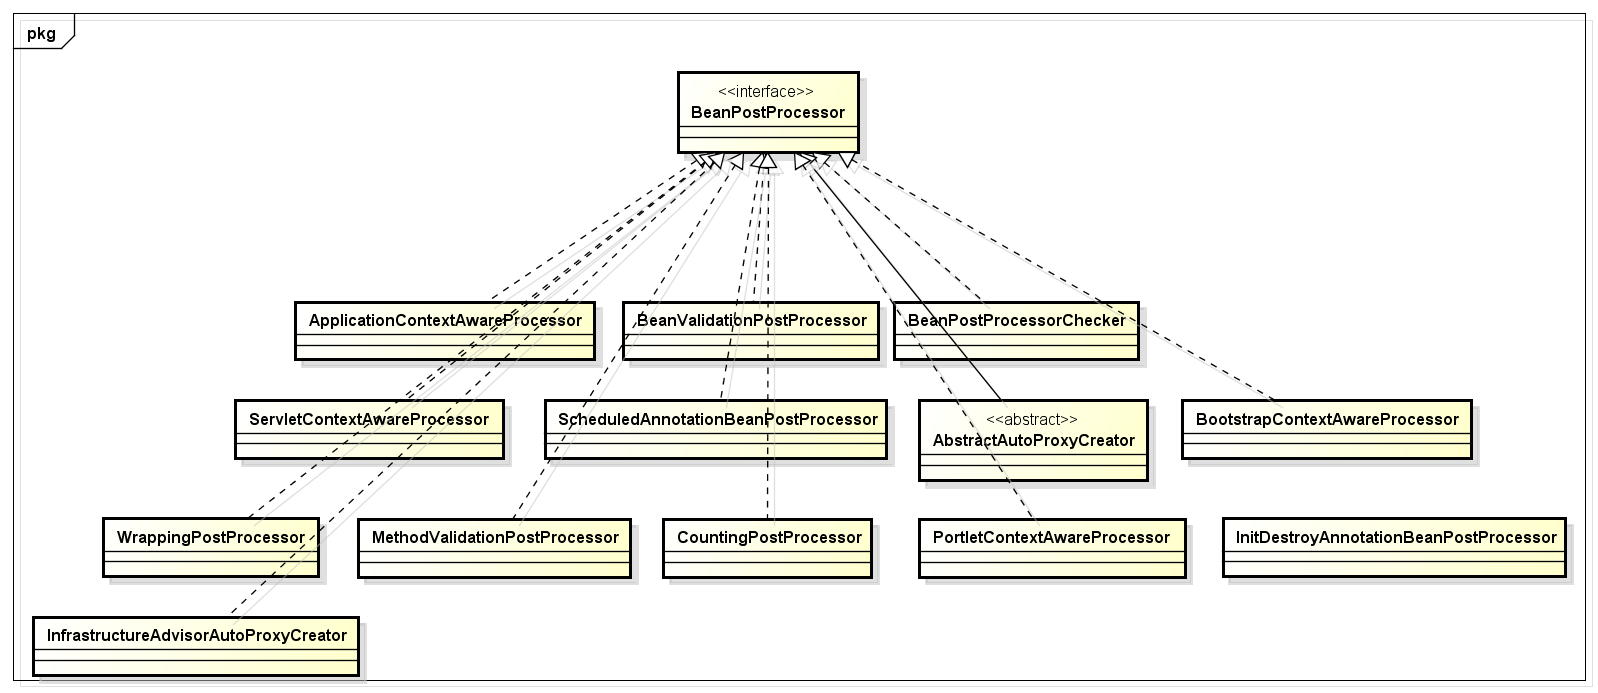 pkg
<<interface>>
BeanPostProcessor
ApplicationContextAwareProcessor
BeanValidationPostProcessor
BeanPostProcessorChecker
ServletContextAwareProcessor
ScheduledAnnotationBeanPostProcessor
<<abstract>>
AbstractAutoProxyCreator
BootstrapContextAwareProcessor
WrappingPostProcessor
MethodValidationPostProcessor
CountingPostProcessor
PortletContextAwareProcessor
InitDestroyAnnotationBeanPostProcessor
InfrastructureAdvisorAutoProxyCreator